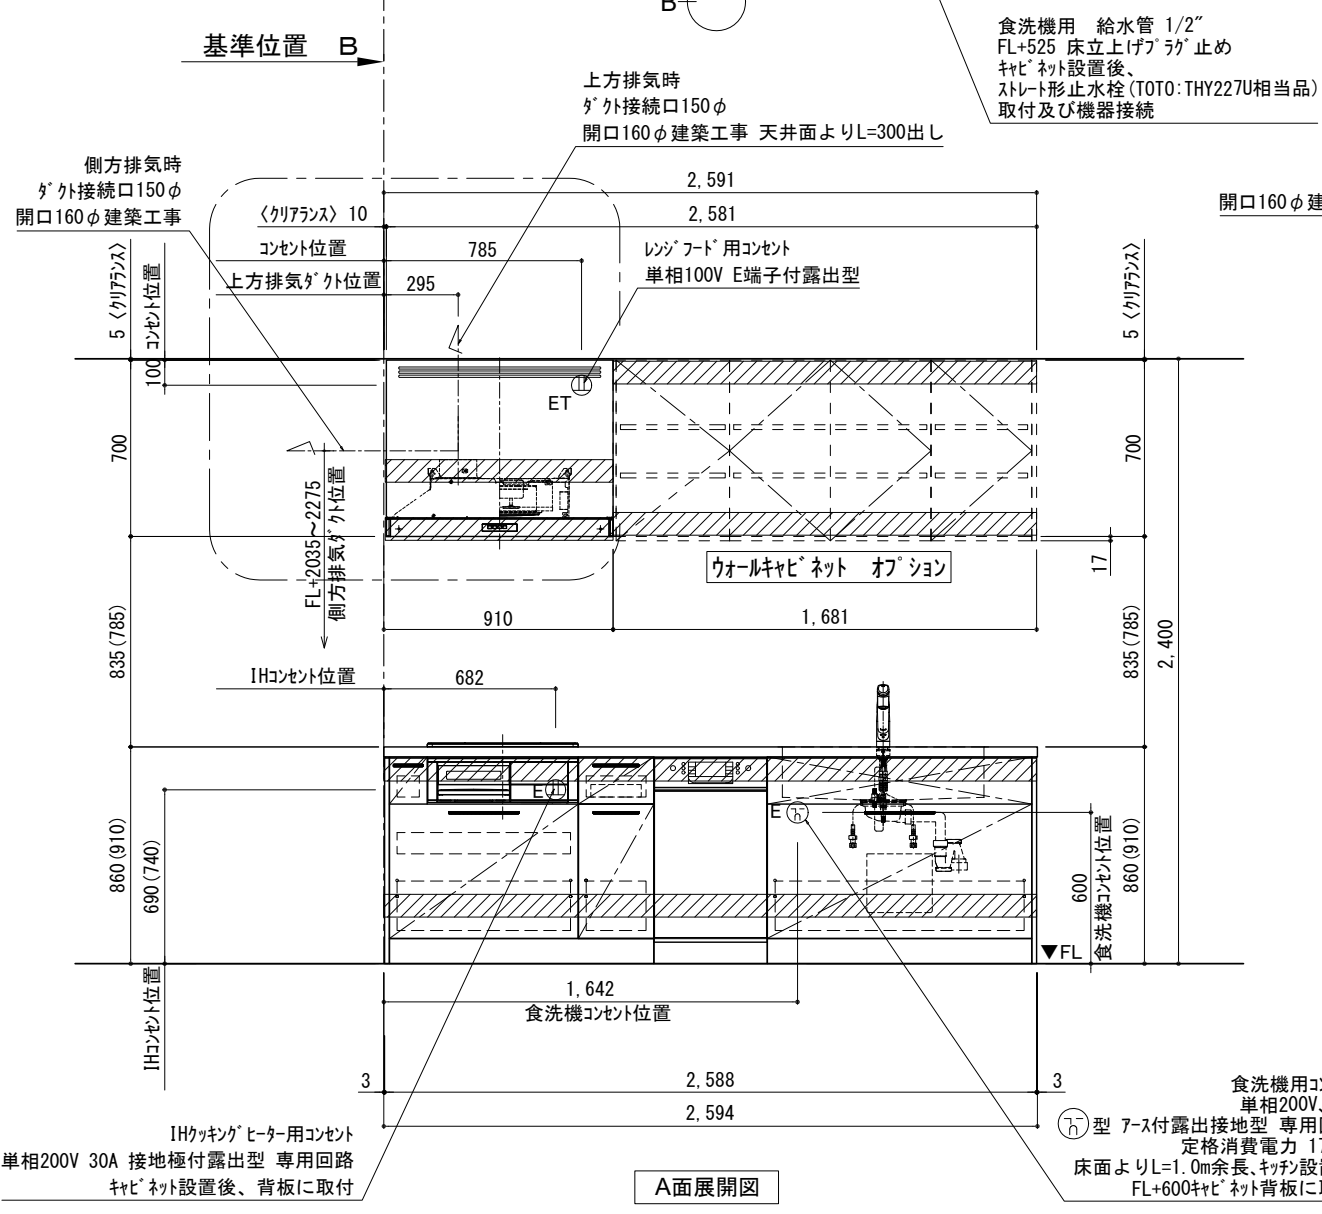 B
食洗機用 給水管 1/2″
FL+525 床立上げﾌﾟﾗｸﾞ止め
ｷｬﾋﾞﾈｯﾄ設置後、
ｽﾄﾚｰﾄ形止水栓(TOTO:THY227U相当品)
取付及び機器接続
基準位置 B
上方排気時
ﾀﾞｸﾄ接続口150φ
開口160φ建築工事 天井面よりL=300出し
側方排気時
ﾀﾞｸﾄ接続口150φ
開口160φ建築工事
開口160φ建
2,591
〈ｸﾘｱﾗﾝｽ〉 10
2,581
ｺﾝｾﾝﾄ位置
785
ﾚﾝｼﾞﾌｰﾄﾞ用ｺﾝｾﾝﾄ
単相100V E端子付露出型
上方排気ﾀﾞｸﾄ位置
295
5 〈ｸﾘｱﾗﾝｽ〉
100 ｺﾝｾﾝﾄ位置
5 〈ｸﾘｱﾗﾝｽ〉
ET
700
700
FL+2035~2275
側方排気ﾀﾞｸﾄ位置
17
ｳｫｰﾙｷｬﾋﾞﾈｯﾄ ｵﾌﾟｼｮﾝ
910
1,681
835(785)
835(785)
2,400
IHｺﾝｾﾝﾄ位置
682
E
E
860(910)
690(740)
IHｺﾝｾﾝﾄ位置
600
食洗機ｺﾝｾﾝﾄ位置
860(910)
▼FL
1,642
食洗機ｺﾝｾﾝﾄ位置
3
2,588
3
2,594
IHｸｯｷﾝｸﾞﾋｰﾀｰ用ｺﾝｾﾝﾄ
単相200V 30A 接地極付露出型 専用回路
ｷｬﾋﾞﾈｯﾄ設置後、背板に取付
食洗機用ｺﾝ
単相200V、
型 ｱｰｽ付露出接地型 専用回
定格消費電力 17
床面よりL=1.0m余長、ｷｯﾁﾝ設置
FL+600ｷｬﾋﾞﾈｯﾄ背板に取
A面展開図